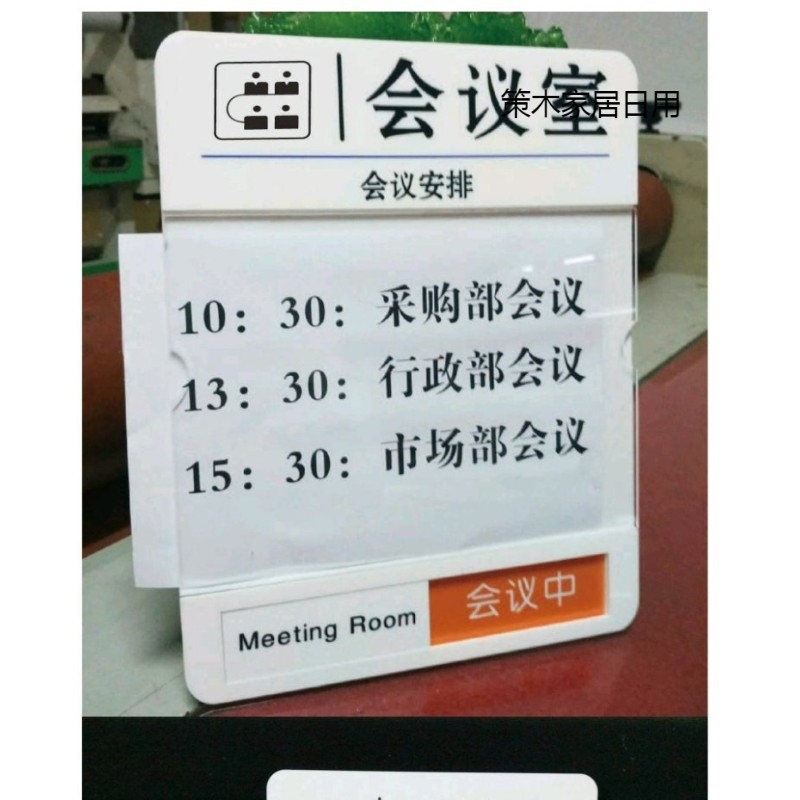 会议室
策木家居日用
会议安排
10：30：采购部会议
13：30：行政部会议
15：30：市场部会议
Meeting Room 会议中